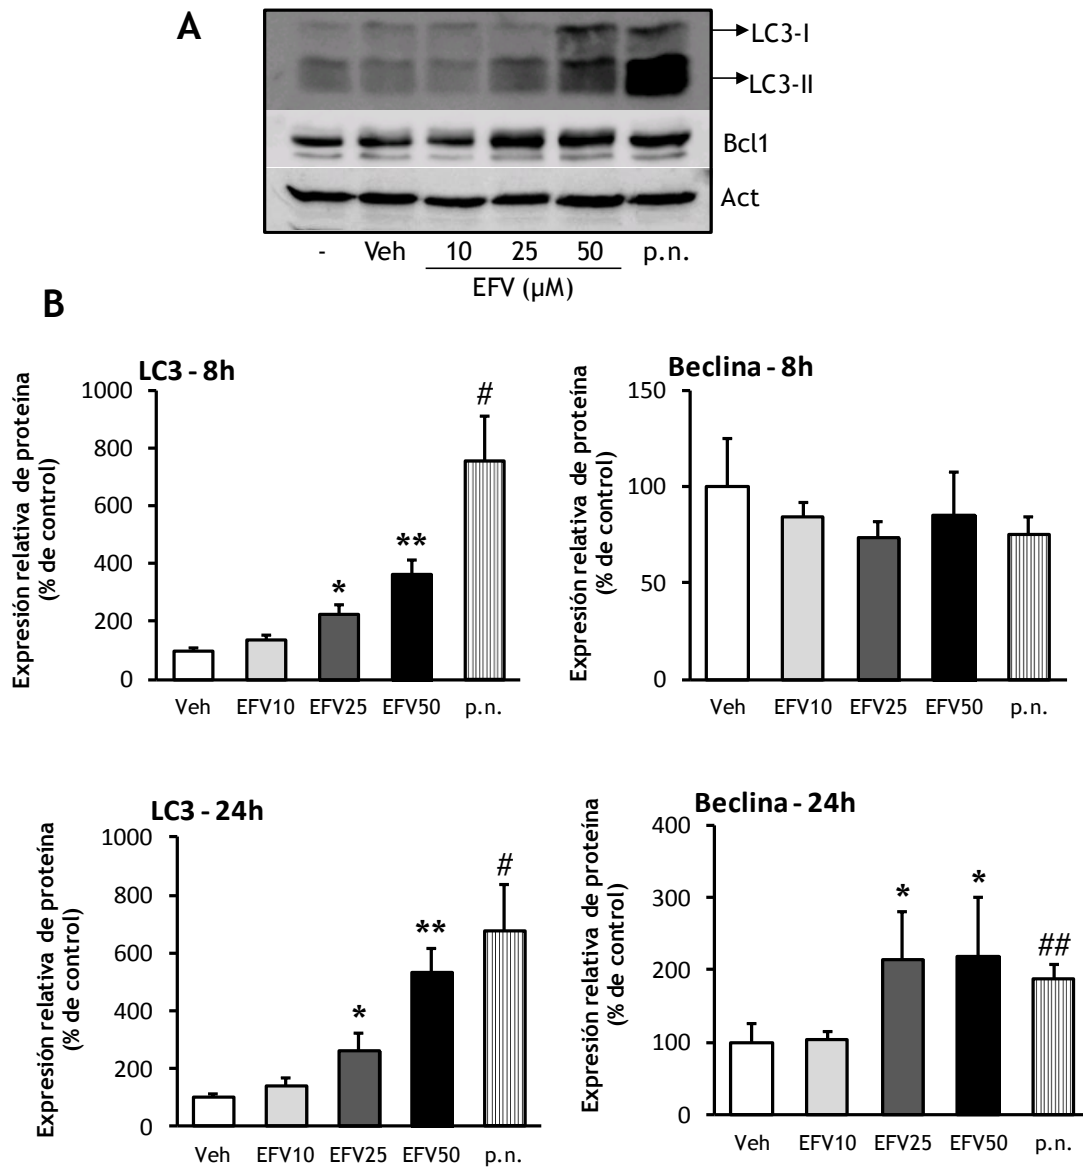 A
LC3-I
LC3-II
Bcl1
Act
- Veh 10 25 50 p.n.
EFV (µM)
B
LC3 - 8h
Expresión relativa de proteína
(% de control)
1000
800
600
400
200
0
#
**
*
Veh EFV10 EFV25 EFV50 p.n.
Beclina - 8h
Expresión relativa de proteína
(% de control)
150
100
50
0
Veh EFV10 EFV25 EFV50 p.n.
LC3 - 24h
Expresión relativa de proteína
(% de control)
1000
800
600
400
200
0
#
**
*
Veh EFV10 EFV25 EFV50 p.n.
Beclina - 24h
Expresión relativa de proteína
(% de control)
400
300
200
100
0
* *
##
Veh EFV10 EFV25 EFV50 p.n.